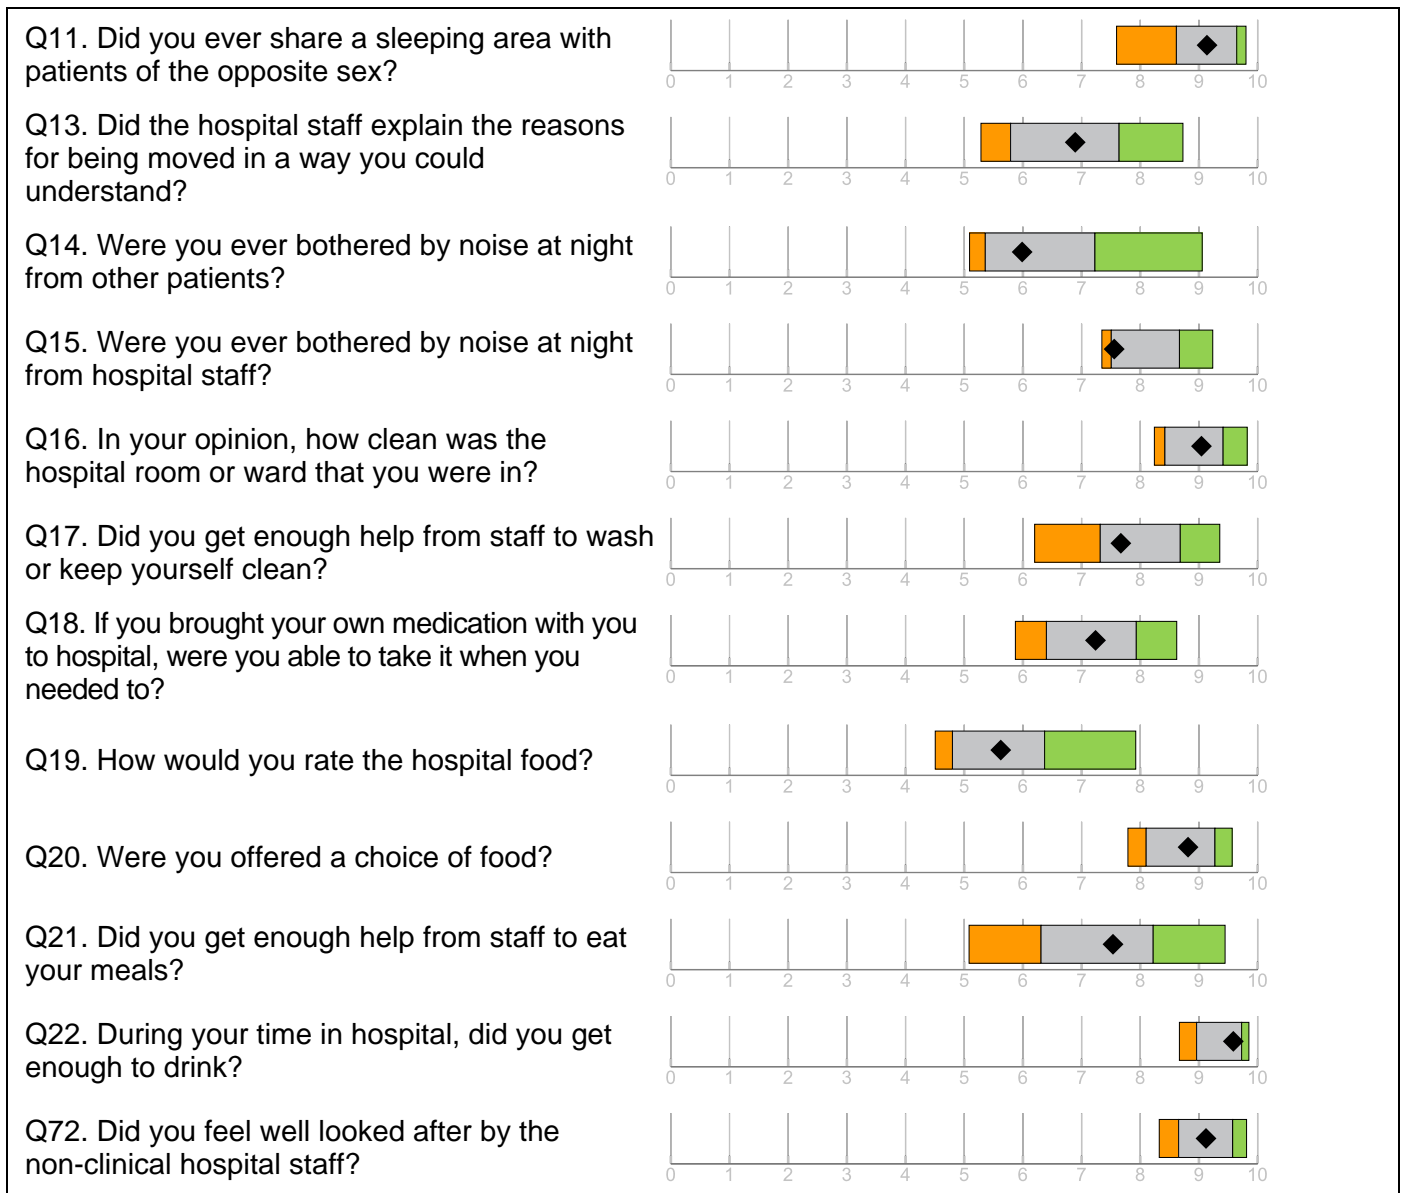 Q11. Did you ever share a sleeping area with
patients of the opposite sex?
0 1 2 3 4 5 6 7 8 9 10
Q13. Did the hospital staff explain the reasons
for being moved in a way you could
understand?
0 1 2 3 4 5 6 7 8 9 10
Q14. Were you ever bothered by noise at night
from other patients?
0 1 2 3 4 5 6 7 8 9 10
Q15. Were you ever bothered by noise at night
from hospital staff?
0 1 2 3 4 5 6 7 8 9 10
Q16. In your opinion, how clean was the
hospital room or ward that you were in?
0 1 2 3 4 5 6 7 8 9 10
Q17. Did you get enough help from staff to wash
or keep yourself clean?
0 1 2 3 4 5 6 7 8 9 10
Q18. If you brought your own medication with you
to hospital, were you able to take it when you
needed to?
0 1 2 3 4 5 6 7 8 9 10
Q19. How would you rate the hospital food?
0 1 2 3 4 5 6 7 8 9 10
Q20. Were you offered a choice of food?
0 1 2 3 4 5 6 7 8 9 10
Q21. Did you get enough help from staff to eat
your meals?
0 1 2 3 4 5 6 7 8 9 10
Q22. During your time in hospital, did you get
enough to drink?
0 1 2 3 4 5 6 7 8 9 10
Q72. Did you feel well looked after by the
non-clinical hospital staff?
0 1 2 3 4 5 6 7 8 9 10